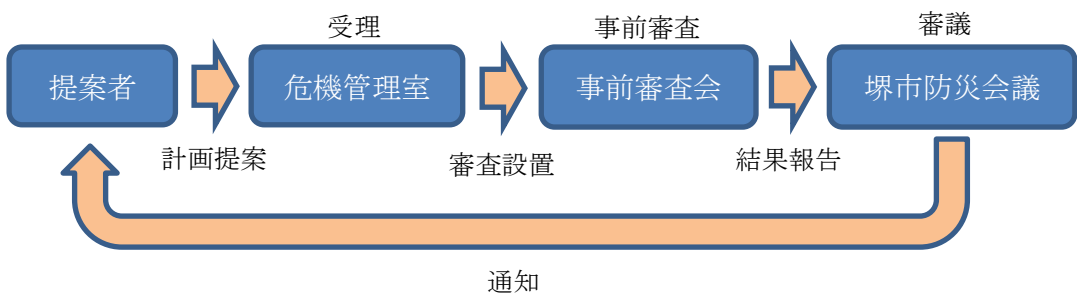 受理
事前審査
審議
提案者
危機管理室
事前審査会
堺市防災会議
計画提案
審査設置
結果報告
通知